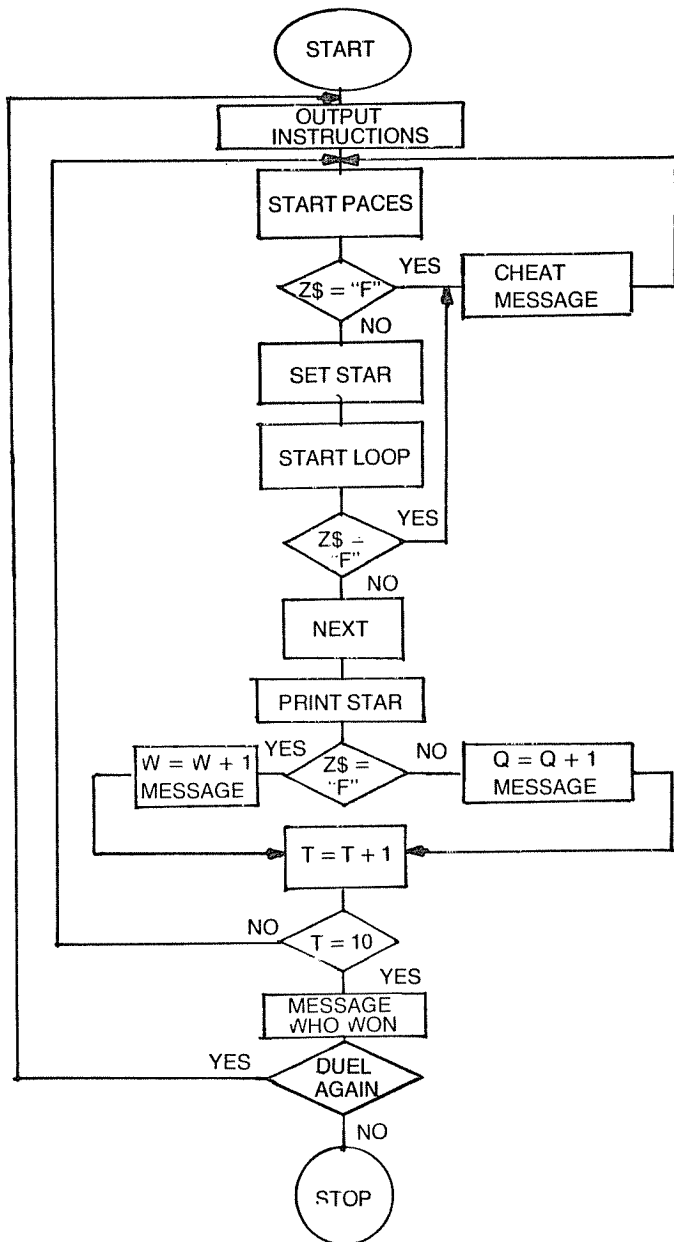 START
OUTPUT
INSTRUCTIONS
START PACES
YES
Z$ = "F"
CHEAT
MESSAGE
NO
SET STAR
START LOOP
YES
Z$ =
"F"
NO
NEXT
PRINT STAR
W = W + 1
MESSAGE
YES
Z$ =
"F"
NO
Q = Q + 1
MESSAGE
T = T + 1
NO
T = 10
YES
MESSAGE
WHO WON
YES
DUEL
AGAIN
NO
STOP